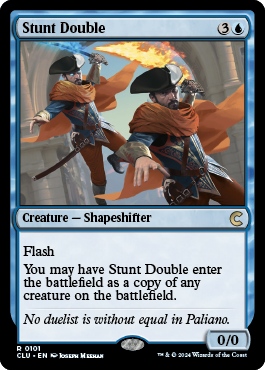 Stunt Double 3
Creature — Shapeshifter
Flash
You may have Stunt Double enter
the battlefield as a copy of any
creature on the battlefield.
No duelist is without equal in Paliano.
0/0
R 0101
CLU • EN Joseph Meehan
™ & © 2024 Wizards of the Coast